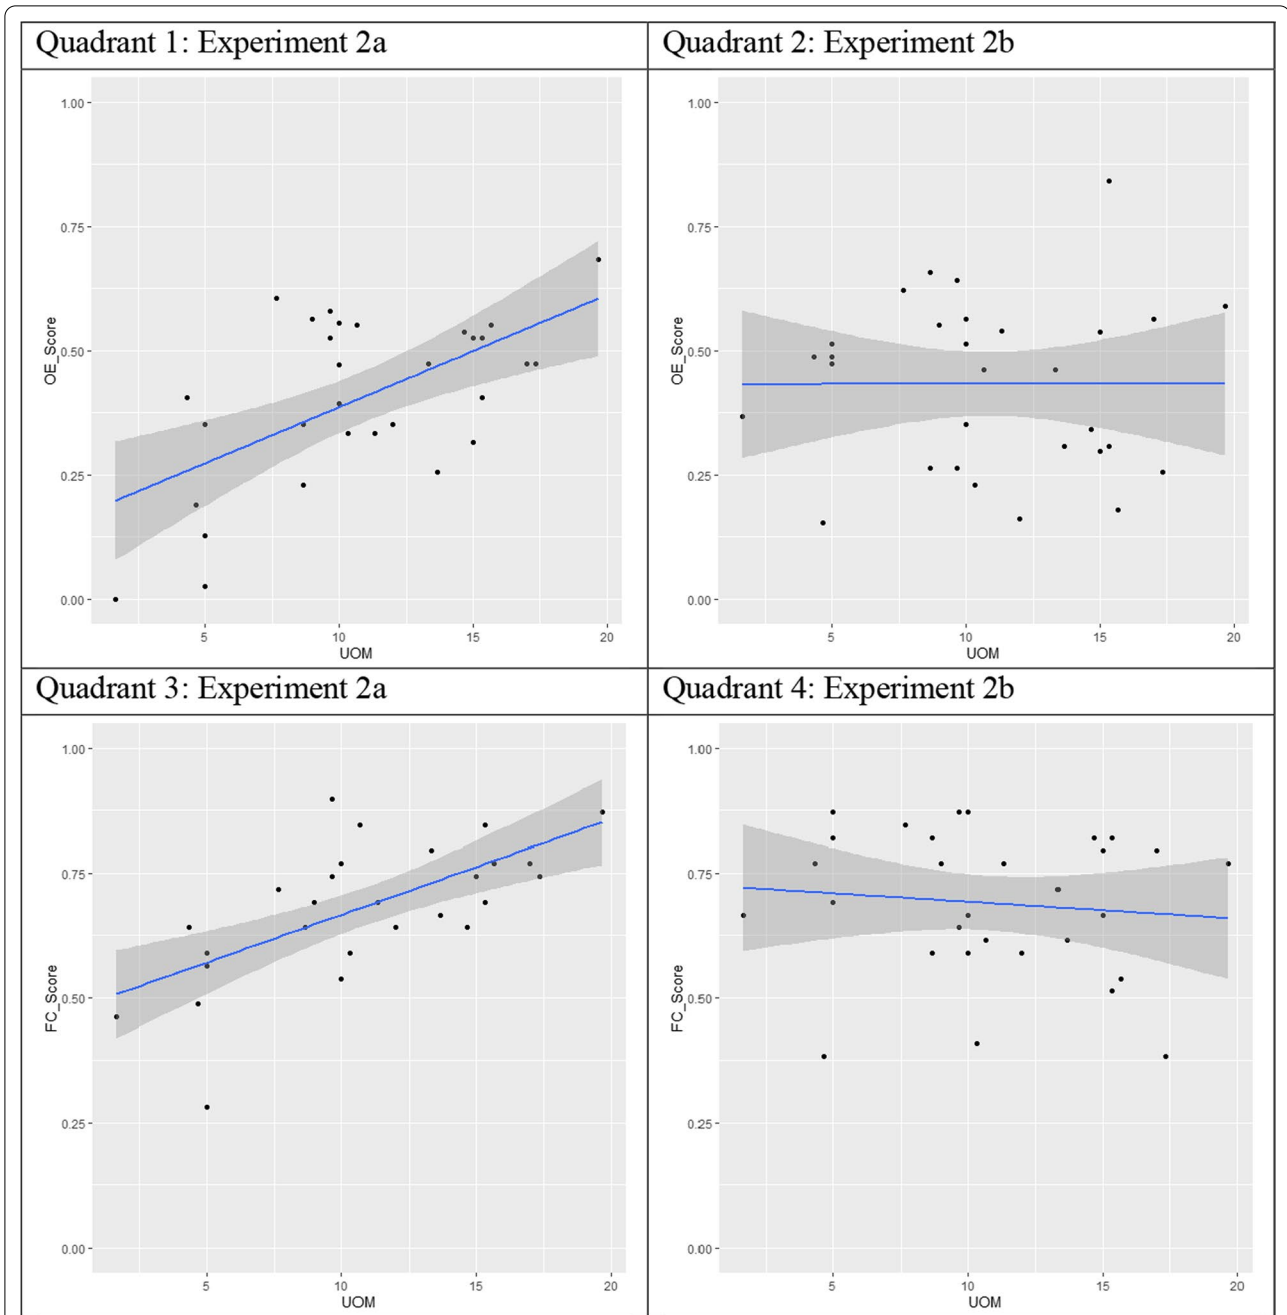 Quadrant 1: Experiment 2a
Quadrant 2: Experiment 2b
1.00
0.75
0.50
0.25
0.00
OE_Score
5 10 15 20
UOM
1.00
0.75
0.50
0.25
0.00
OE_Score
5 10 15 20
UOM
Quadrant 3: Experiment 2a
Quadrant 4: Experiment 2b
1.00
0.75
0.50
0.25
0.00
FC_Score
5 10 15 20
UOM
1.00
0.75
0.50
0.25
0.00
FC_Score
5 10 15 20
UOM